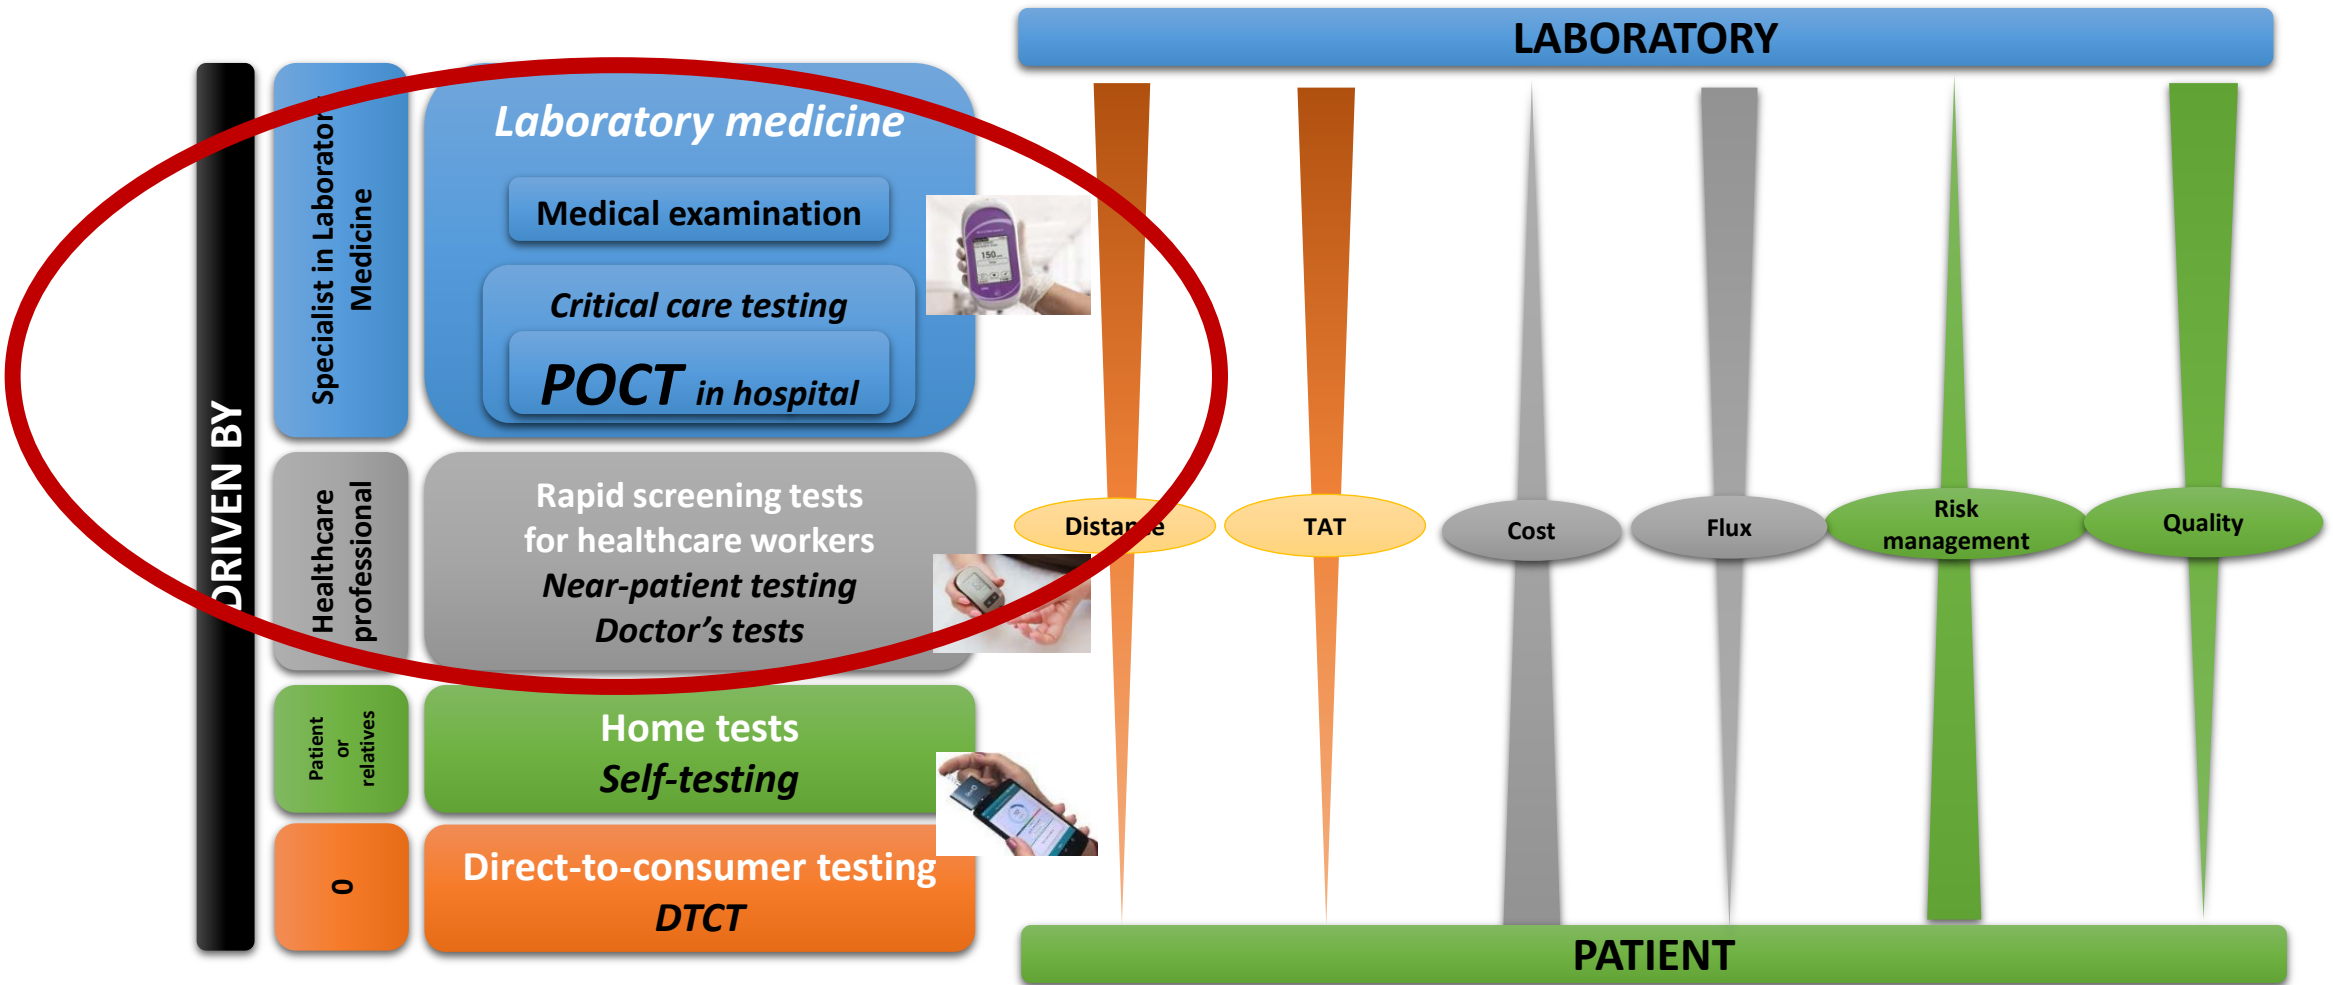 LABORATORY
DRIVEN BY
Specialist in Laboratory
Medicine
Laboratory medicine
Medical examination
Critical care testing
POCT in hospital
150
Healthcare
professional
Rapid screening tests
for healthcare workers
Near-patient testing
Doctor's tests
Patient
or
relatives
Home tests
Self-testing
0
Direct-to-consumer testing
DTCT
Distance
TAT
Cost
Flux
Risk
management
Quality
PATIENT